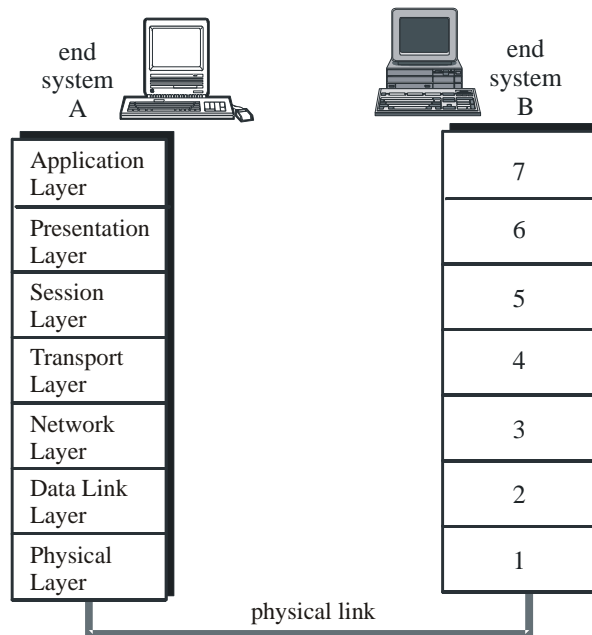 end
system
A
end
system
B
Application
Layer
7
Presentation
Layer
6
Session
Layer
5
Transport
Layer
4
Network
Layer
3
Data Link
Layer
2
Physical
Layer
1
physical link